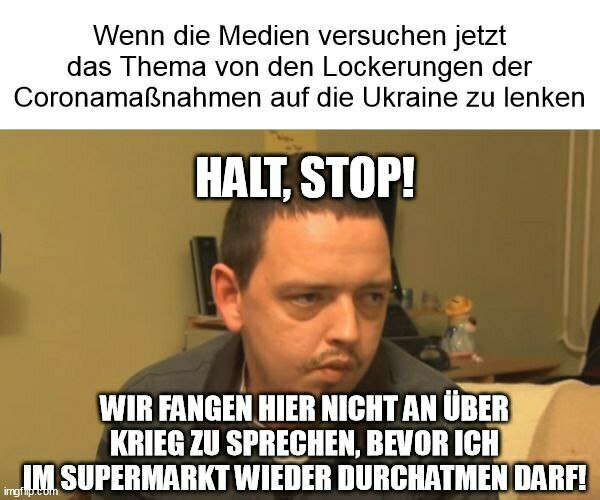 Wenn die Medien versuchen jetzt
das Thema von den Lockerungen der
Coronamaßnahmen auf die Ukraine zu lenken
HALT, STOP!
WIR FANGEN HIER NICHT AN ÜBER
KRIEG ZU SPRECHEN, BEVOR ICH
IM SUPERMARKT WIEDER DURCHATMEN DARF!
imgflip.com